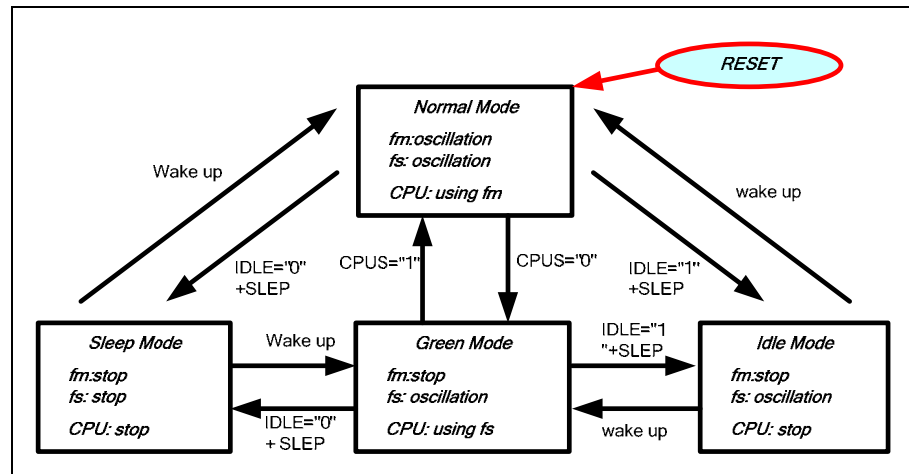 RESET
Normal Mode
fm:oscillation
fs: oscillation
CPU: using fm
Wake up
wake up
IDLE="0"
+SLEP
CPUS="1"
CPUS="0"
IDLE="1"
+SLEP
Sleep Mode
fm:stop
fs: stop
CPU: stop
Wake up
IDLE="0"
+ SLEP
Green Mode
fm:stop
fs: oscillation
CPU: using fs
IDLE="1
"+SLEP
wake up
Idle Mode
fm:stop
fs: oscillation
CPU: stop